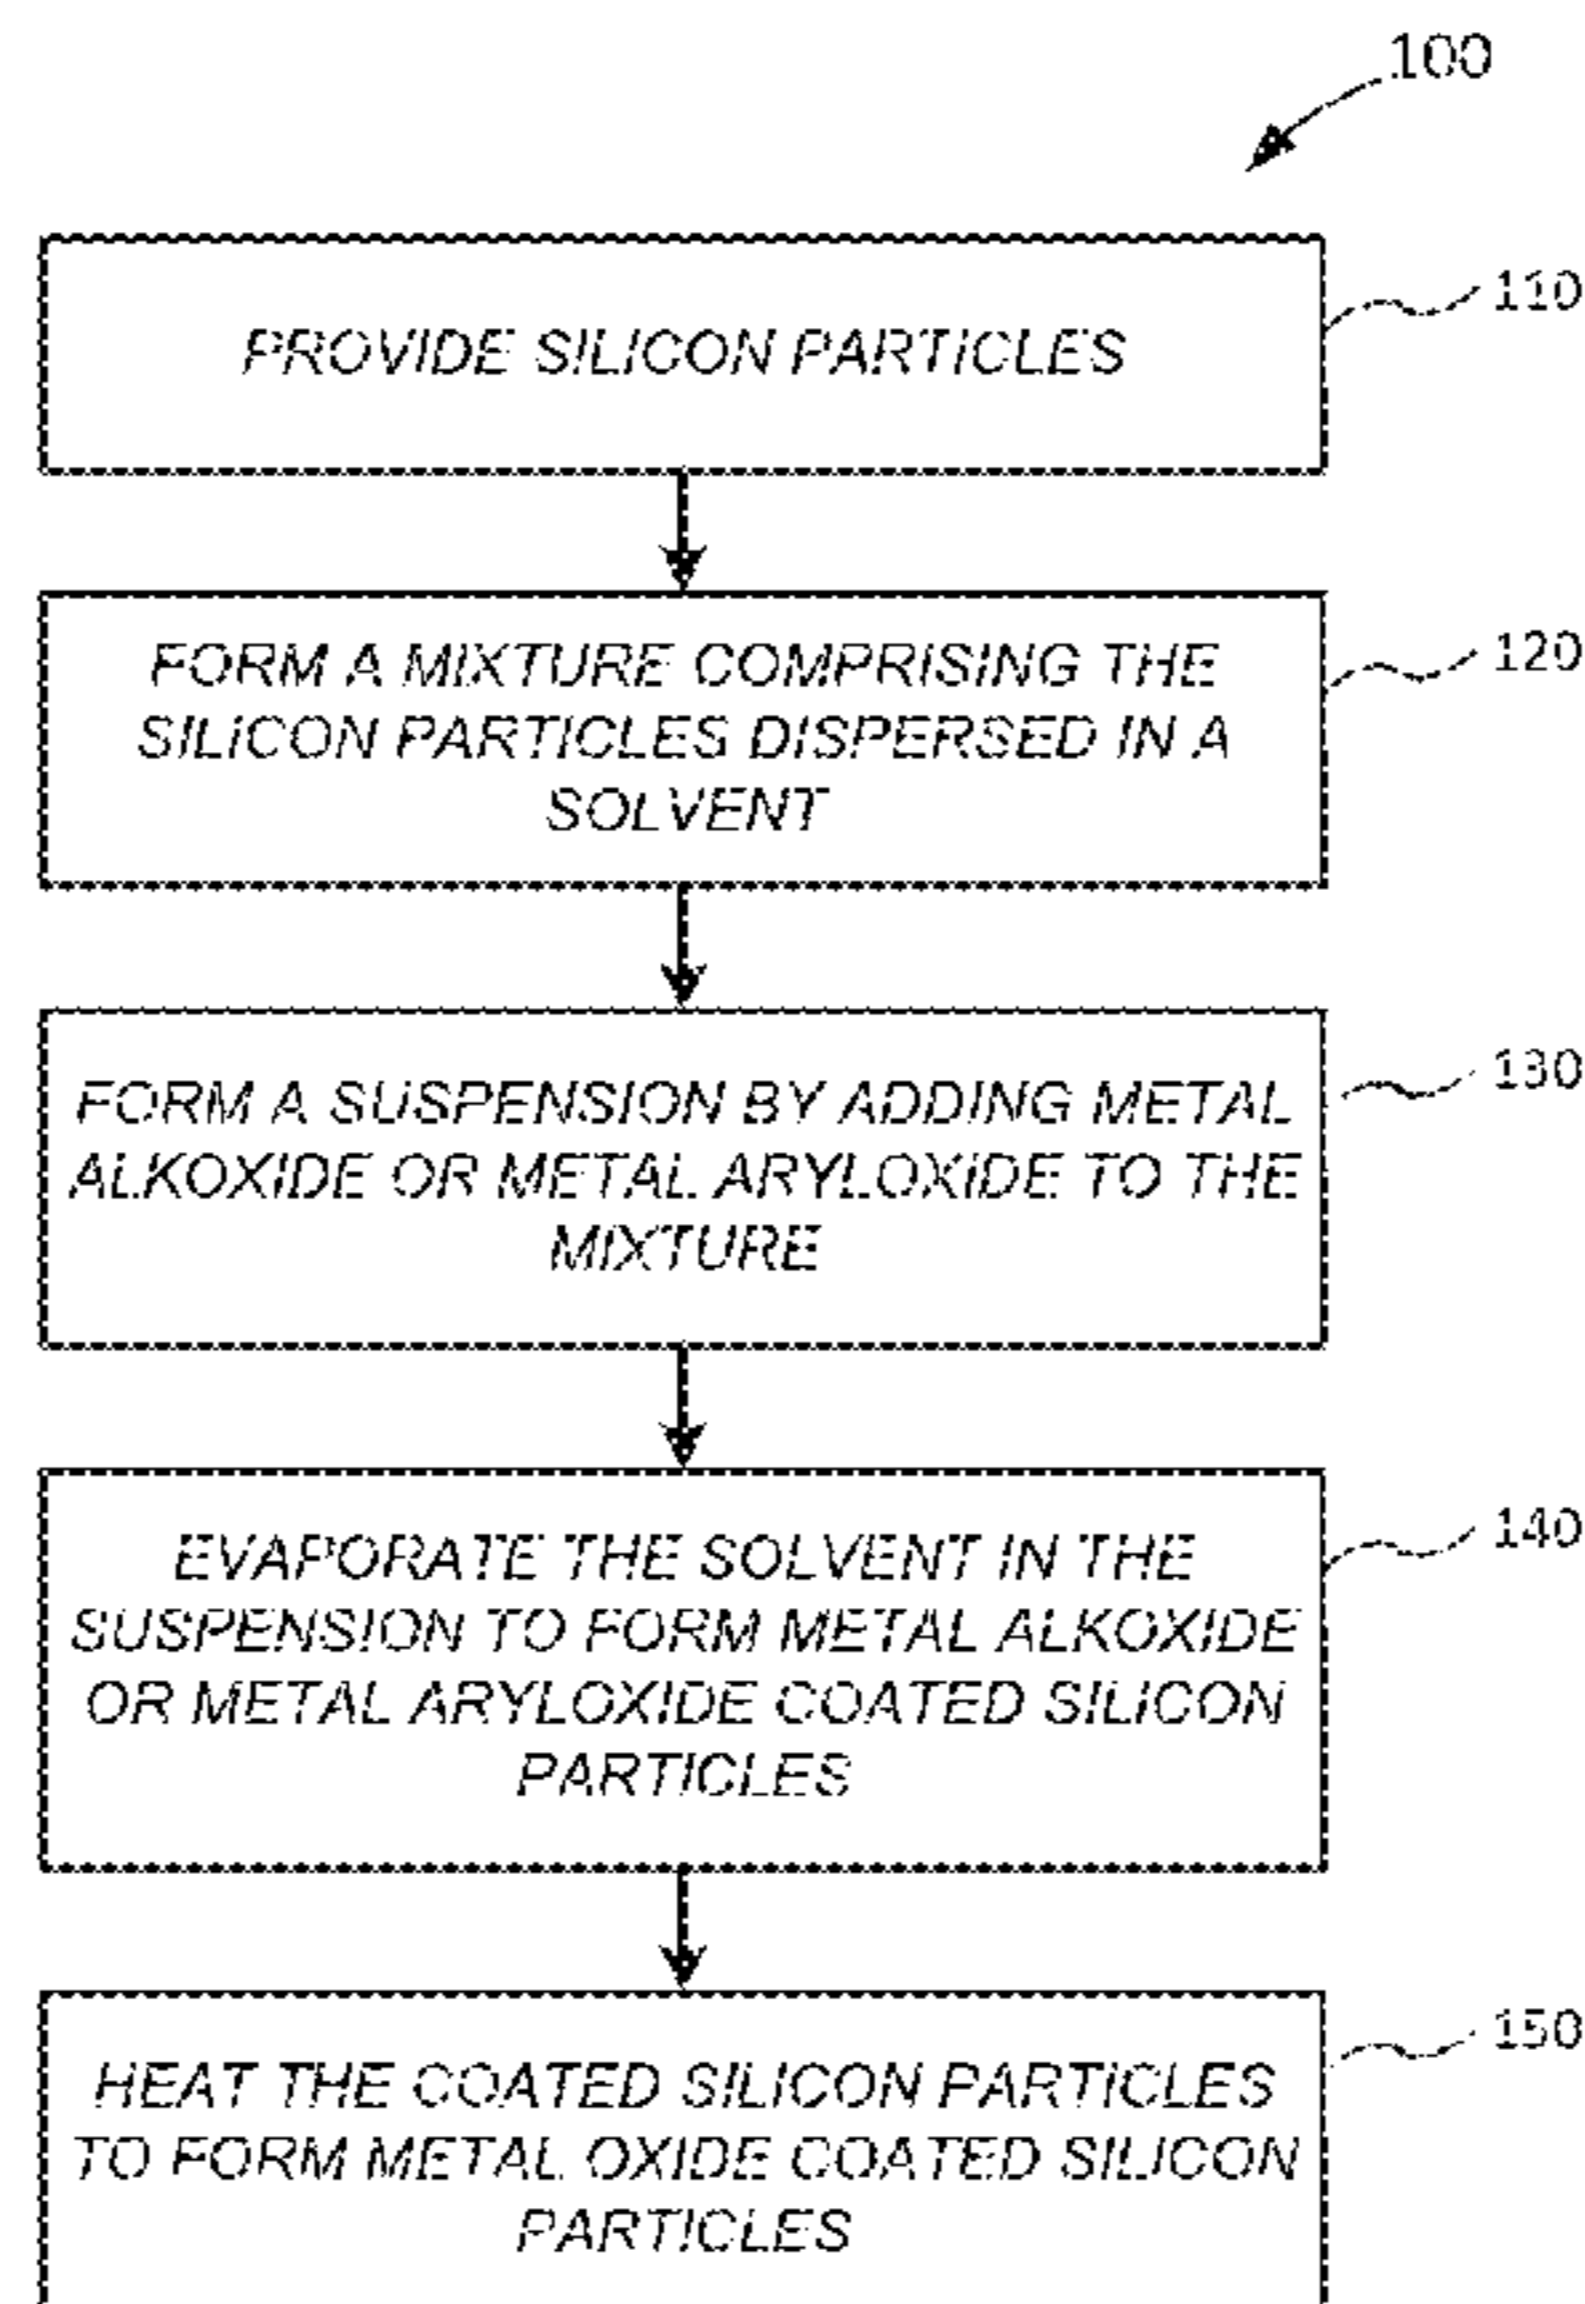 100
PROVIDE SILICON PARTICLES
110
FORM A MIXTURE COMPRISING THE
SILICON PARTICLES DISPERSED IN A
SOLVENT
120
FORM A SUSPENSION BY ADDING METAL
ALKOXIDE OR METAL ARYLOXIDE TO THE
MIXTURE
130
EVAPORATE THE SOLVENT IN THE
SUSPENSION TO FORM METAL ALKOXIDE
OR METAL ARYLOXIDE COATED SILICON
PARTICLES
140
HEAT THE COATED SILICON PARTICLES
TO FORM METAL OXIDE COATED SILICON
PARTICLES
150